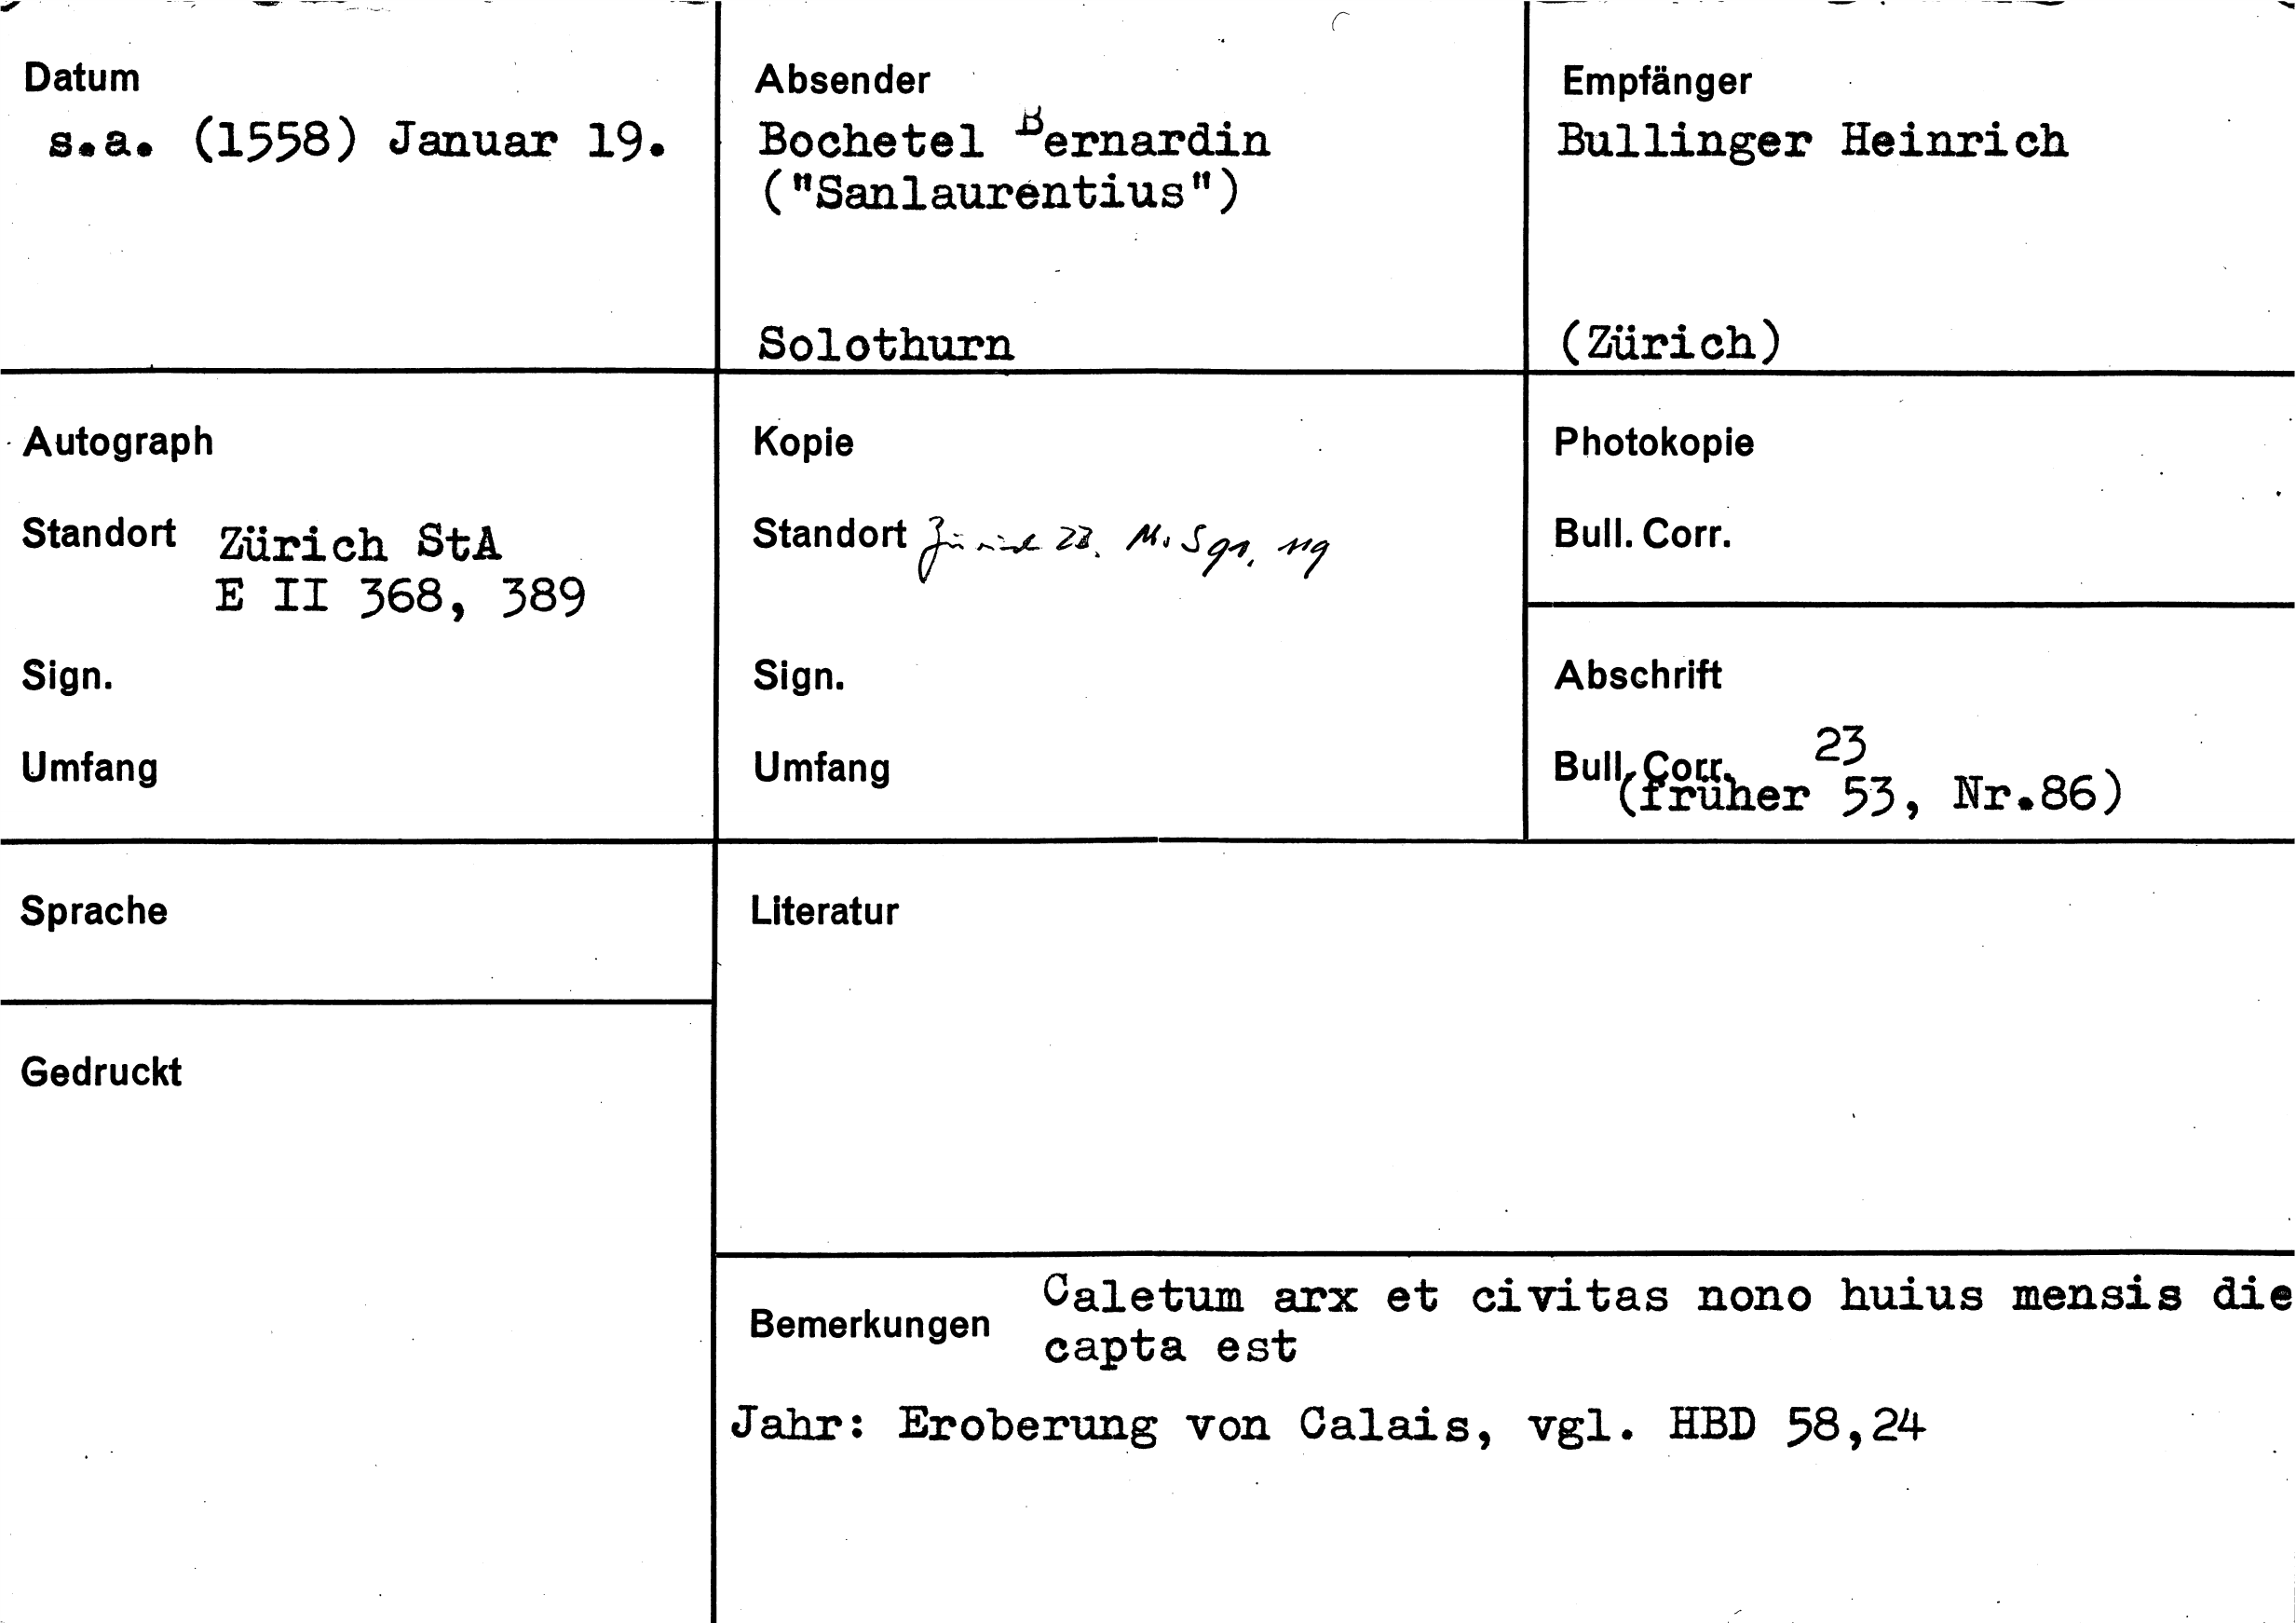 Datum
s.a. (1558) Januar 19.
Absender
Bochetel Bernardin
("Sanlaurentius")
Solothurn
Empfänger
Bullinger Heinrich
(Zürich)
Autograph
Standort Zürich StA
E II 368, 389
Sign.
Umfang
Kopie
Standort Zürich ZB. Ms S 91, 119
Sign.
Umfang
Photokopie
Bull. Corr.
Abschrift
23
Bull. Corr.
(früher 53, Nr.86)
Sprache
Gedruckt
Literatur
Bemerkungen Caletum arx et civitas nono huius mensis die
capta est
Jahr: Eroberung von Calais, vgl. HBD 58,24